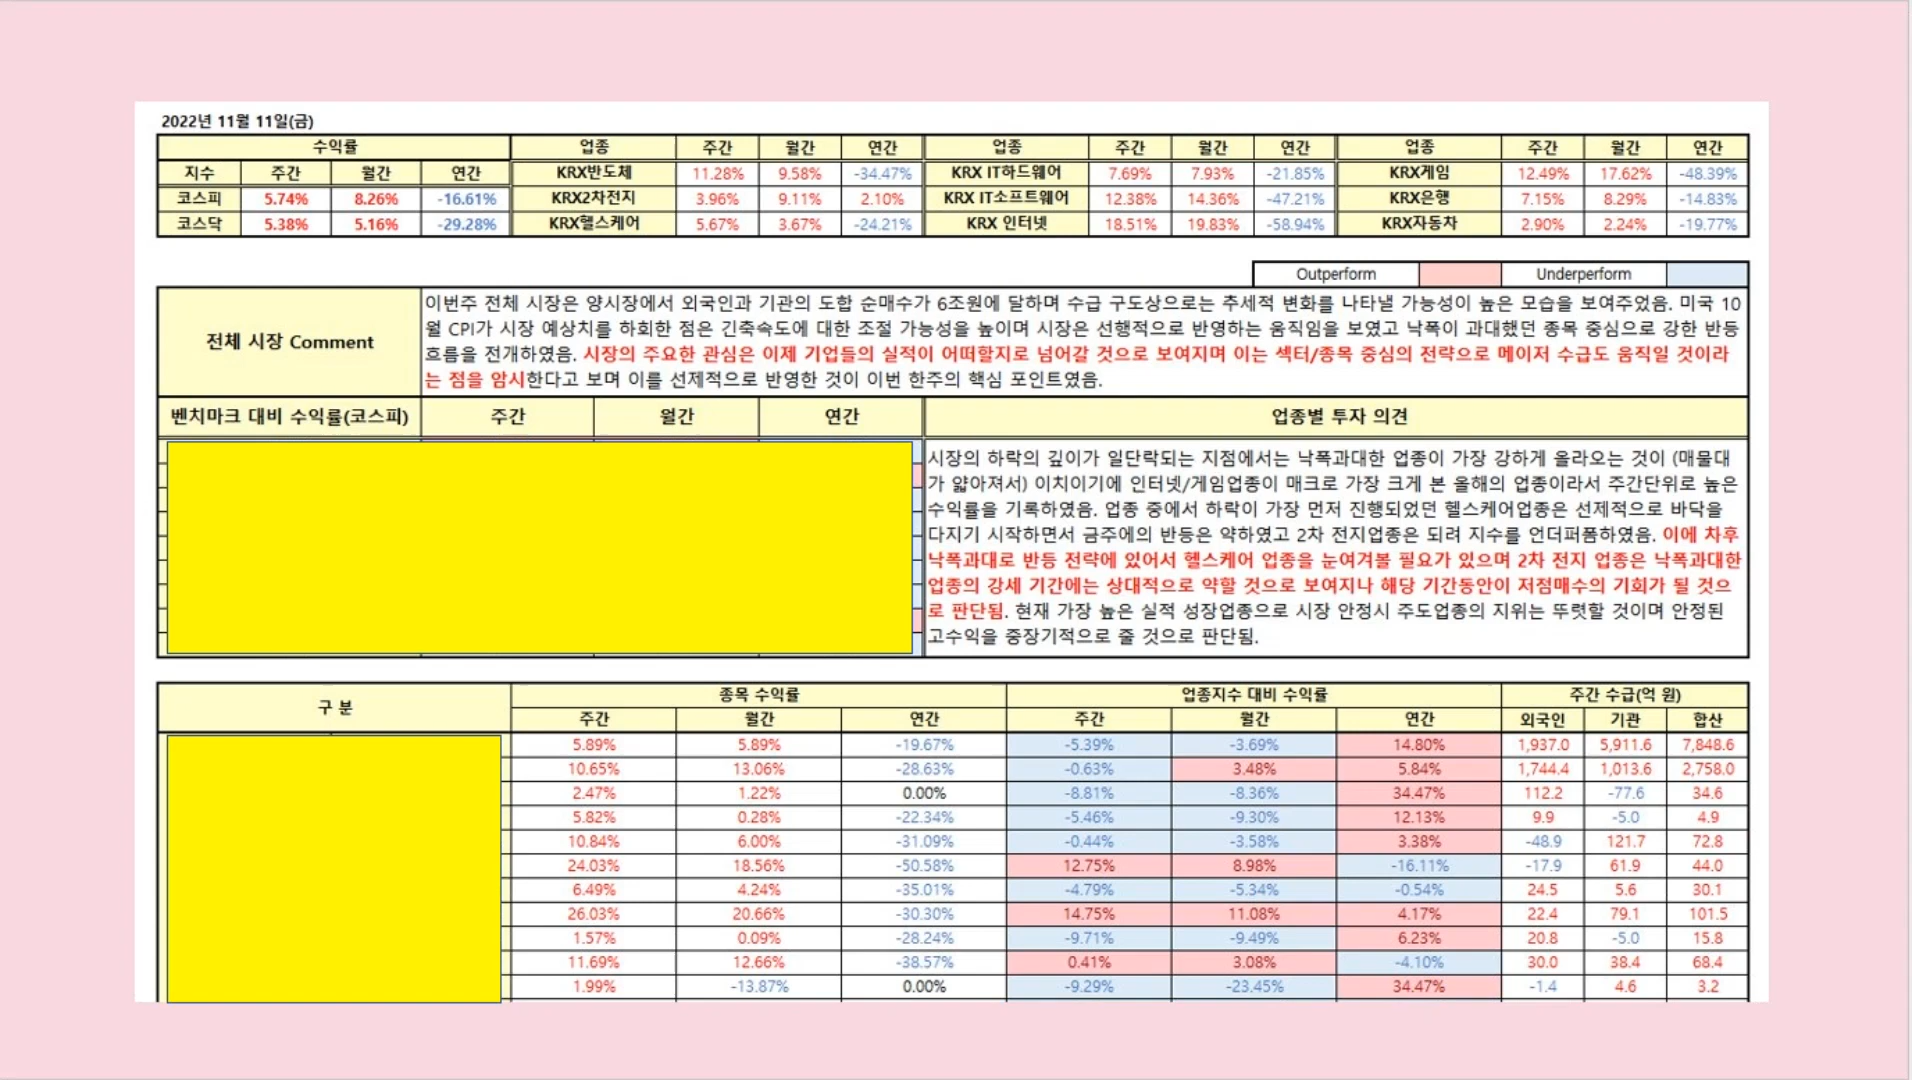 2022년 11월 11일(금)
수익률 업종 주간 월간 연간 업종 주간 월간 연간 업종 주간 월간 연간
지수 주간 월간 연간 KRX반도체 11.28% 9.58% -34.47% KRX IT하드웨어 7.69% 7.93% -21.85% KRX게임 12.49% 17.62% -48.39%
코스피 5.74% 8.26% -16.61% KRX2차전지 3.96% 9.11% 2.10% KRX IT소프트웨어 12.38% 14.36% -47.21% KRX은행 7.15% 8.29% -14.83%
코스닥 5.38% 5.16% -29.28% KRX헬스케어 5.67% 3.67% -24.21% KRX 인터넷 18.51% 19.83% -58.94% KRX자동차 2.90% 2.24% -19.77%
Outperform Underperform
전체 시장 Comment
이번주 전체 시장은 양시장에서 외국인과 기관의 도합 순매수가 6조원에 달하며 수급 구도상으로는 추세적 변화를 나타낼 가능성이 높은 모습을 보여주었음. 미국 10
월 CPI가 시장 예상치를 하회한 점은 긴축속도에 대한 조절 가능성을 높이며 시장은 선행적으로 반영하는 움직임을 보였고 낙폭이 과대했던 종목 중심으로 강한 반등
흐름을 전개하였음. 시장의 주요한 관심은 이제 기업들의 실적이 어떠할지로 넘어갈 것으로 보여지며 이는 섹터/종목 중심의 전략으로 메이저 수급도 움직일 것이라
는 점을 암시한다고 보며 이를 선제적으로 반영한 것이 이번 한주의 핵심 포인트였음.
벤치마크 대비 수익률(코스피) 주간 월간 연간 업종별 투자 의견
시장의 하락의 깊이가 일단락되는 지점에서는 낙폭과대한 업종이 가장 강하게 올라오는 것이 (매물대
가 얇아져서) 이치이기에 인터넷/게임업종이 매크로 가장 크게 본 올해의 업종이라서 주간단위로 높은
수익률을 기록하였음. 업종 중에서 하락이 가장 먼저 진행되었던 헬스케어업종은 선제적으로 바닥을
다지기 시작하면서 금주에의 반등은 약하였고 2차 전지업종은 되려 지수를 언더퍼폼하였음. 이에 차후
낙폭과대로 반등 전략에 있어서 헬스케어 업종을 눈여겨볼 필요가 있으며 2차 전지 업종은 낙폭과대한
업종의 강세 기간에는 상대적으로 약할 것으로 보여지나 해당 기간동안이 저점매수의 기회가 될 것으
로 판단됨. 현재 가장 높은 실적 성장업종으로 시장 안정시 주도업종의 지위는 뚜렷할 것이며 안정된
고수익을 중장기적으로 줄 것으로 판단됨.
구 분 종목 수익률 업종지수 대비 수익률 주간 수급(억 원)
주간 월간 연간 주간 월간 연간 외국인 기관 합산
5.89% 5.89% -19.67% -5.39% -3.69% 14.80% 1,937.0 5,911.6 7,848.6
10.65% 13.06% -28.63% -0.63% 3.48% 5.84% 1,744.4 1,013.6 2,758.0
2.47% 1.22% 0.00% -8.81% -8.36% 34.47% 112.2 -77.6 34.6
5.82% 0.28% -22.34% -5.46% -9.30% 12.13% 9.9 -5.0 4.9
10.84% 6.00% -31.09% -0.44% -3.58% 3.38% -48.9 121.7 72.8
24.03% 18.56% -50.58% 12.75% 8.98% -16.11% -17.9 61.9 44.0
6.49% 4.24% -35.01% -4.79% -5.34% -0.54% 24.5 5.6 30.1
26.03% 20.66% -30.30% 14.75% 11.08% 4.17% 22.4 79.1 101.5
1.57% 0.09% -28.24% -9.71% -9.49% 6.23% 20.8 -5.0 15.8
11.69% 12.66% -38.57% 0.41% 3.08% -4.10% 30.0 38.4 68.4
1.99% -13.87% 0.00% -9.29% -23.45% 34.47% -1.4 4.6 3.2